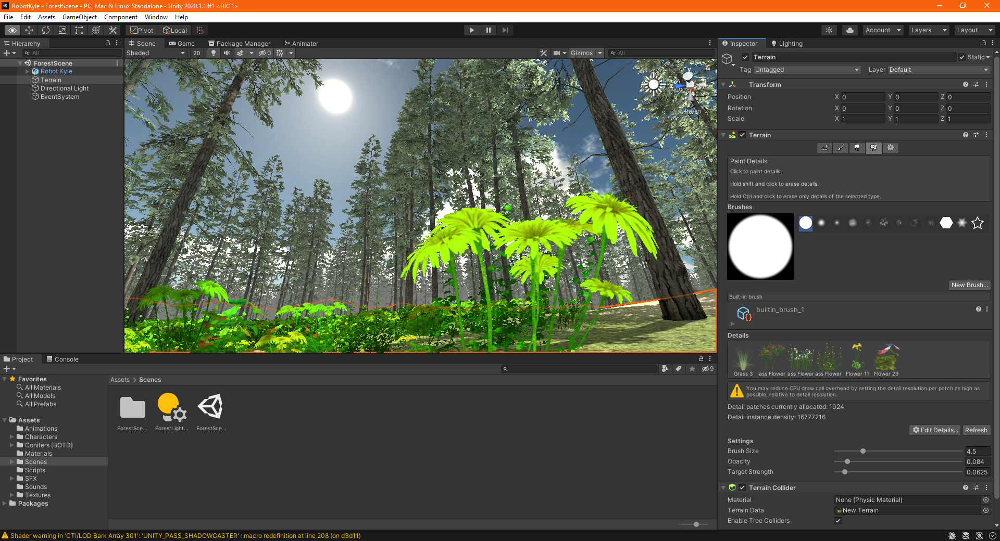 RobotKyle - ForestScene - PC, Mac & Linux Standalone - Unity 2020.1.13f1 <DX11>
File Edit Assets GameObject Component Window Help
Pivot Local Account Layers Layout
Hierarchy
All
ForestScene
Robot Kyle
Terrain
Directional Light
EventSystem
Scene Game Package Manager Animator
Shaded 2D 0 Gizmos All
Persp
Inspector Lighting
Terrain Static
Tag Untagged Layer Default
Transform
Position X 0 Y 0 Z 0
Rotation X 0 Y 0 Z 0
Scale X 1 Y 1 Z 1
Terrain
Paint Details
Click to paint details.
Hold shift and click to erase details.
Hold Ctrl and click to erase only details of the selected type.
Brushes
New Brush...
Built-in brush
builtin_brush_1
Details
Grass 3 ass Flower ass Flower ass Flower Flower 11 Flower 29
You may reduce CPU draw call overhead by setting the detail resolution per patch as high as
possible, relative to detail resolution.
Detail patches currently allocated: 1024
Detail instance density: 16777216
Edit Details... Refresh
Settings
Brush Size 4.5
Opacity 0.084
Target Strength 0.0625
Terrain Collider
Material None (Physic Material)
Terrain Data New Terrain
Enable Tree Colliders
Project Console
9
Favorites
All Materials
All Models
All Prefabs
Assets
Animations
Characters
Conifers [BOTD]
Materials
Scenes
Scripts
SFX
Sounds
Textures
Packages
Assets > Scenes
ForestSce... ForestLight... ForestSce...
Shader warning in 'CTI/LOD Bark Array 301': 'UNITY_PASS_SHADOWCASTER' : macro redefinition at line 208 (on d3d11)